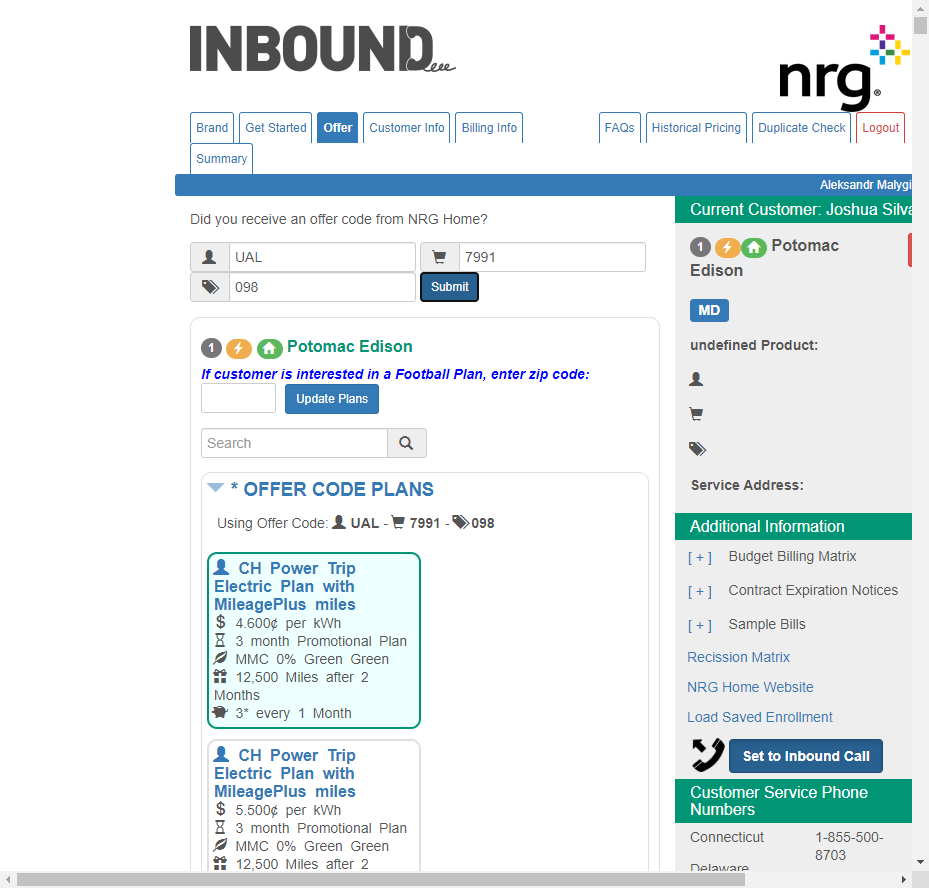 INBOUND
nrg
Brand Get Started Offer Customer Info Billing Info FAQs Historical Pricing Duplicate Check Logout
Summary
Aleksandr Malygi
Did you receive an offer code from NRG Home?
UAL 7991
098 Submit
1 Potomac Edison
If customer is interested in a Football Plan, enter zip code:
Update Plans
Search
* OFFER CODE PLANS
Using Offer Code: UAL - 7991 - 098
CH Power Trip
Electric Plan with
MileagePlus miles
$ 4.600¢ per kWh
3 month Promotional Plan
MMC 0% Green Green
12,500 Miles after 2
Months
3* every 1 Month
CH Power Trip
Electric Plan with
MileagePlus miles
$ 5.500¢ per kWh
3 month Promotional Plan
MMC 0% Green Green
12,500 Miles after 2
Current Customer: Joshua Silva
1 Potomac
Edison
MD
undefined Product:
Service Address:
Additional Information
[ + ] Budget Billing Matrix
[ + ] Contract Expiration Notices
[ + ] Sample Bills
Recission Matrix
NRG Home Website
Load Saved Enrollment
Set to Inbound Call
Customer Service Phone
Numbers
Connecticut 1-855-500-
8703
Delaware